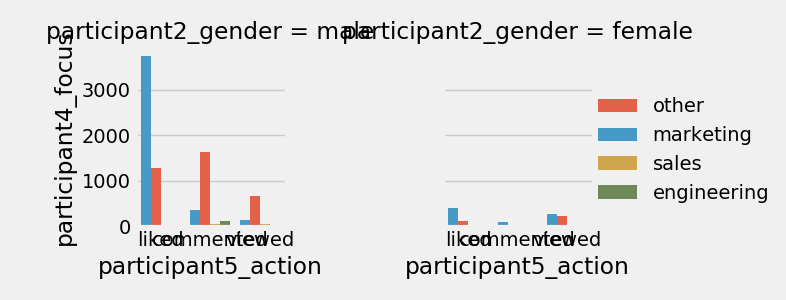 participant2_gender = male
participant2_gender = female
participant4_focus
3000
2000
1000
0
liked
commented
viewed
participant5_action
liked
commented
viewed
participant5_action
other
marketing
sales
engineering